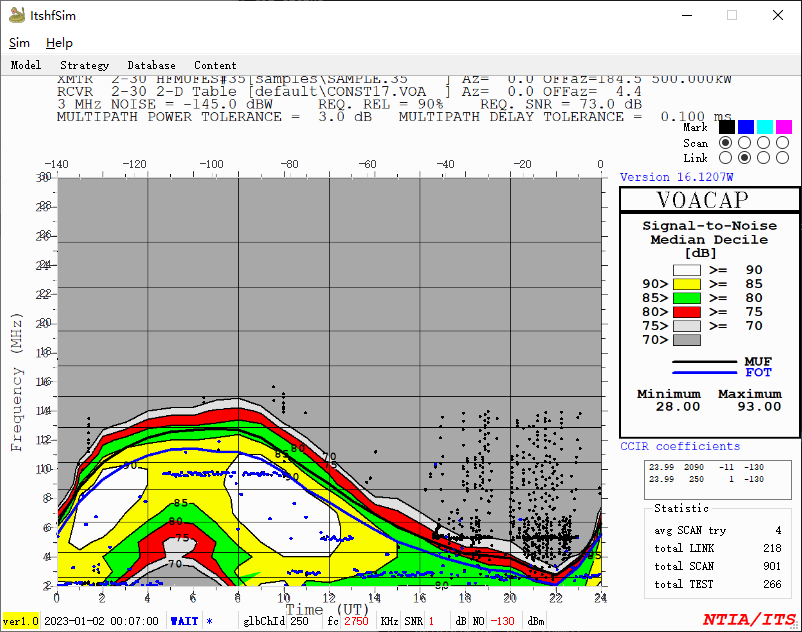 ItshfSim
Sim Help
Model Strategy Database Content
XMTR 2-30 HFMUFES#35[samples\SAMPLE.35 ] Az= 0.0 OFFaz=184.5 500.000kW
RCVR 2-30 2-D Table [default\CONST17.VOA ] Az= 0.0 OFFaz= 4.4
3 MHz NOISE = -145.0 dBW REQ. REL = 90% REQ. SNR = 73.0 dB
MULTIPATH POWER TOLERANCE = 3.0 dB MULTIPATH DELAY TOLERANCE = 0.100 ms
Mark
Scan
Link
-140 -120 -100 -80 -60 -40 -20 0
Version 16.1207W
VOACAP
Signal-to-Noise
Median Decile
[dB]
>= 90
90> >= 85
85> >= 80
80> >= 75
75> >= 70
70>
MUF
FOT
Minimum Maximum
28.00 93.00
CCIR coefficients
23.99 2090 -11 -130
23.99 250 1 -130
Statistic
avg SCAN try 4
total LINK 218
total SCAN 901
total TEST 266
Frequency (MHz)
30
28
26
24
22
20
18
16
14
12
10
8
6
4
2
90
85
80
75
70
85
80
70
75
90
80
0 2 4 6 8 10 12 14 16 18 20 22 24
Time (UT)
ver1.0 2023-01-02 00:07:00 WAIT * glbChId 250 fc 2750 KHz SNR 1 dB N0 -130 dBm
NTIA/ITS